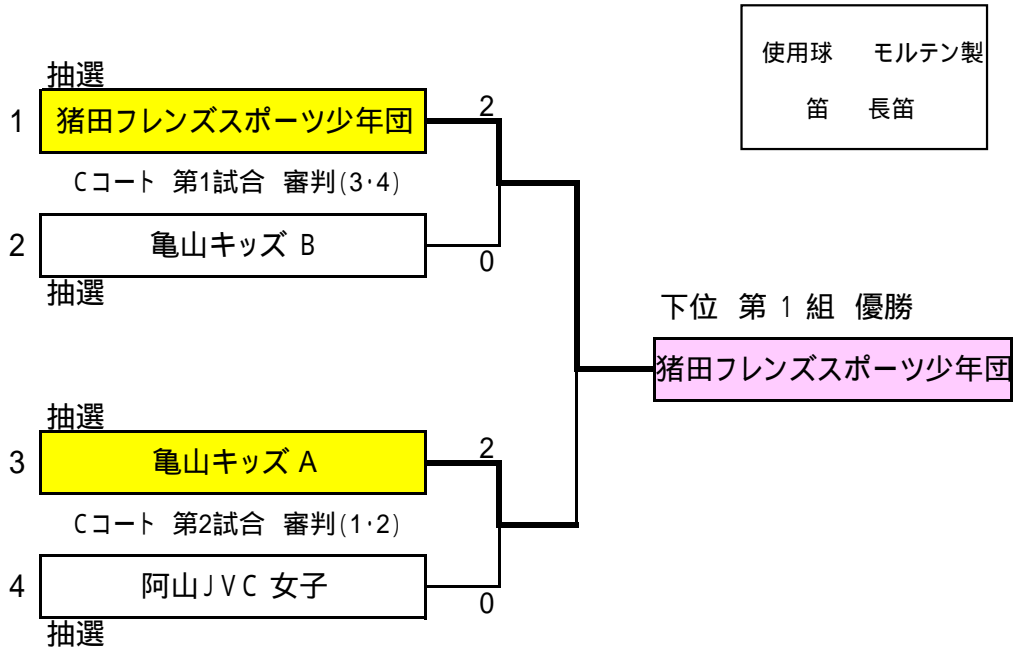 使用球 モルテン製
笛 長笛
抽選
1 猪田フレンズスポーツ少年団 2
Cコート 第1試合 審判(3・4)
2 亀山キッズ B 0
抽選
下位 第 1 組 優勝
猪田フレンズスポーツ少年団
抽選
3 亀山キッズ A 2
Cコート 第2試合 審判(1・2)
4 阿山JVC 女子 0
抽選